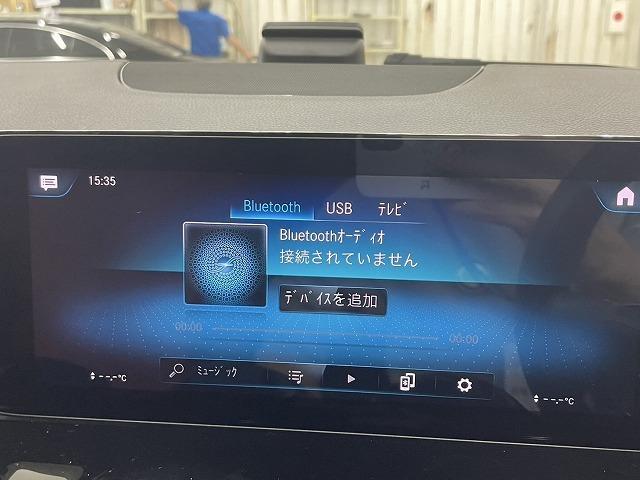 15:35
Bluetooth USB ﾃﾚﾋﾞ
Bluetoothｵｰﾃﾞｨｵ
接続されていません
ﾃﾞﾊﾞｲｽを追加
00:00 00:00
ﾐｭｰｼﾞｯｸ
--.-°C --.-°C